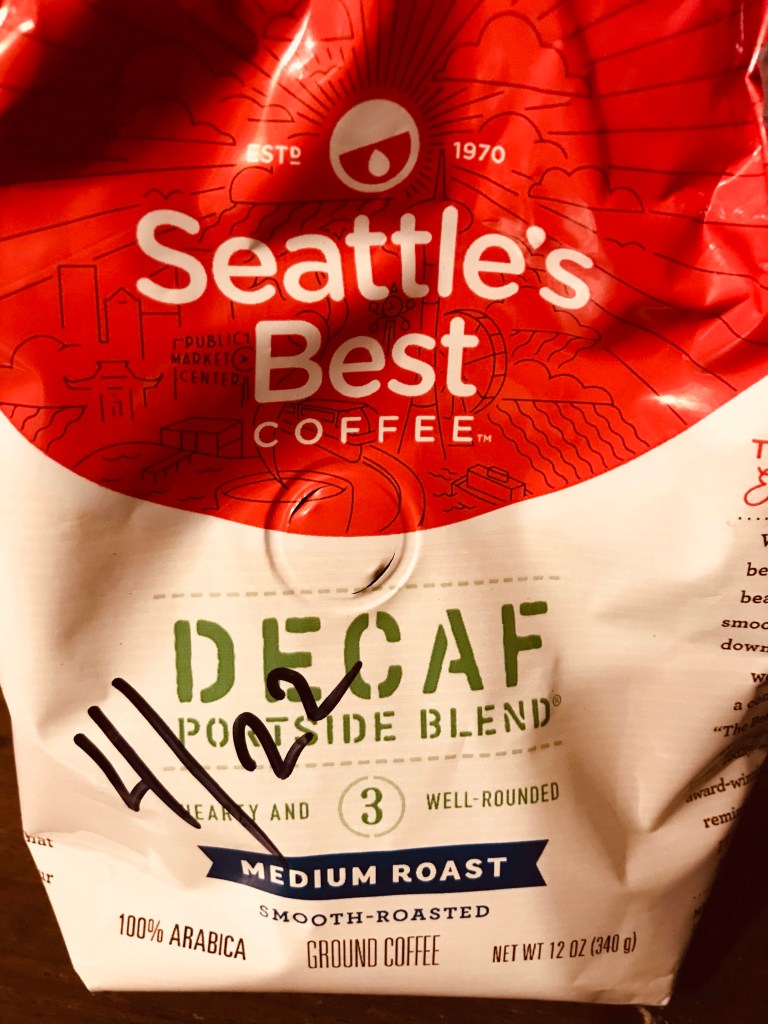 ESTD 1970
Seattle's
Best
COFFEE™
PUBLIC
MARKET
CENTER
DECAF
PORTSIDE BLEND®
4/22
HEARTY AND 3 WELL-ROUNDED
MEDIUM ROAST
SMOOTH-ROASTED
100% ARABICA GROUND COFFEE NET WT 12 OZ (340 g)